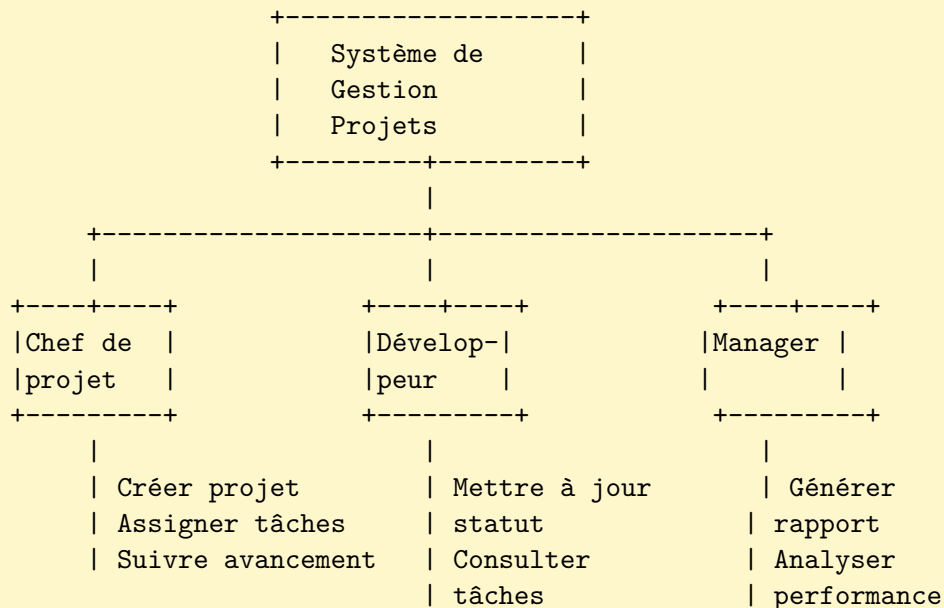 Système de
Gestion
Projets
Chef de
projet
Dévelop-
peur
Manager
Créer projet
Assigner tâches
Suivre avancement
Mettre à jour
statut
Consulter
tâches
Générer
rapport
Analyser
performance